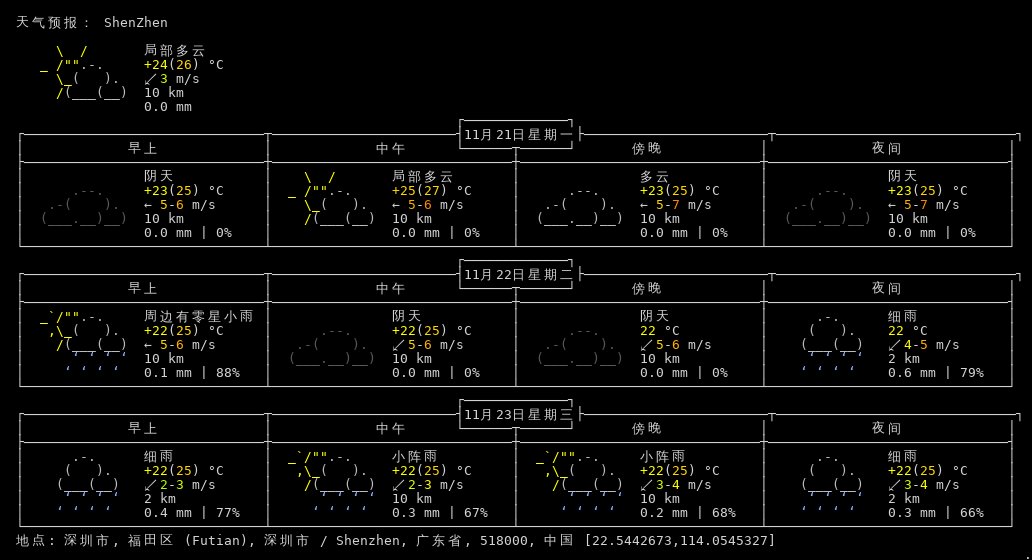 天气预报： ShenZhen
局部多云
+24(26) °C
↙3 m/s
10 km
0.0 mm
11月21日星期一
早上 中午 傍晚 夜间
阴天 局部多云 多云 阴天
+23(25) °C +25(27) °C +23(25) °C +23(25) °C
← 5-6 m/s ← 5-6 m/s ← 5-7 m/s ← 5-7 m/s
10 km 10 km 10 km 10 km
0.0 mm | 0% 0.0 mm | 0% 0.0 mm | 0% 0.0 mm | 0%
11月22日星期二
早上 中午 傍晚 夜间
周边有零星小雨 阴天 阴天 细雨
+22(25) °C +22(25) °C 22 °C 22 °C
← 5-6 m/s ↙5-6 m/s ↙5-6 m/s ↙4-5 m/s
10 km 10 km 10 km 2 km
0.1 mm | 88% 0.0 mm | 0% 0.0 mm | 0% 0.6 mm | 79%
11月23日星期三
早上 中午 傍晚 夜间
细雨 小阵雨 小阵雨 细雨
+22(25) °C +22(25) °C +22(25) °C +22(25) °C
↙2-3 m/s ↙2-3 m/s ↙3-4 m/s ↙3-4 m/s
2 km 10 km 10 km 2 km
0.4 mm | 77% 0.3 mm | 67% 0.2 mm | 68% 0.3 mm | 66%
地点: 深圳市, 福田区 (Futian), 深圳市 / Shenzhen, 广东省, 518000, 中国 [22.5442673,114.0545327]